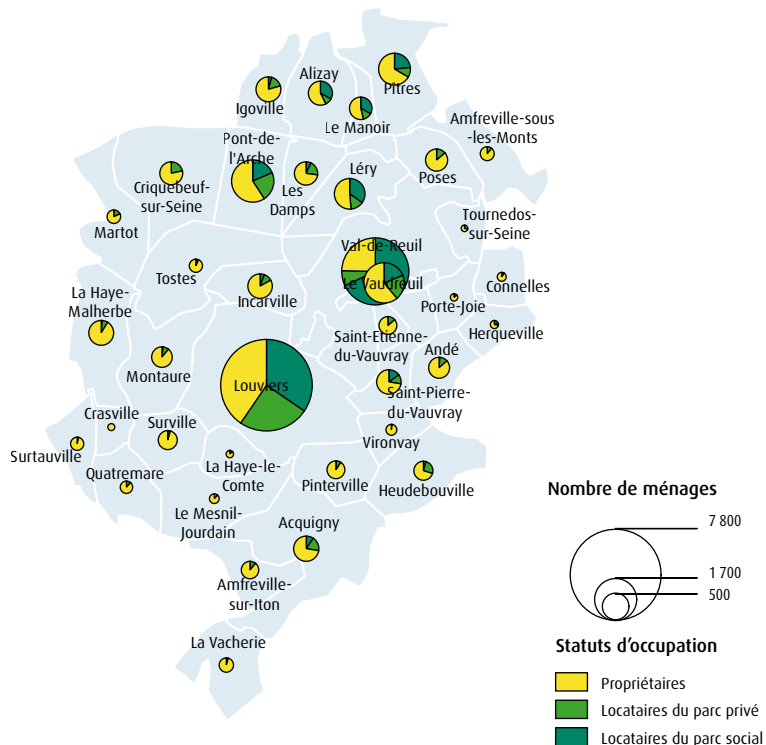 Alizay
Igoville
Pîtres
Le Manoir
Amfreville-sous
-les-Monts
Pont-de-
l'Arche
Criquebeuf-
sur-Seine
Les
Damps
Léry
Poses
Martot
Tournedos-
sur-Seine
Val-de-Reuil
Tostes
Le Vaudreuil
Connelles
La Haye-
Malherbe
Incarville
Porte-Joie
Herqueville
Saint-Etienne-
du-Vauvray
Andé
Montaure
Louviers
Saint-Pierre-
du-Vauvray
Crasville
Surville
Vironvay
Surtauville
La Haye-le-
Comte
Quatremare
Pinterville
Heudebouville
Le Mesnil-
Jourdain
Acquigny
Amfreville-
sur-Iton
La Vacherie
Nombre de ménages
7 800
1 700
500
Statuts d'occupation
Propriétaires
Locataires du parc privé
Locataires du parc social